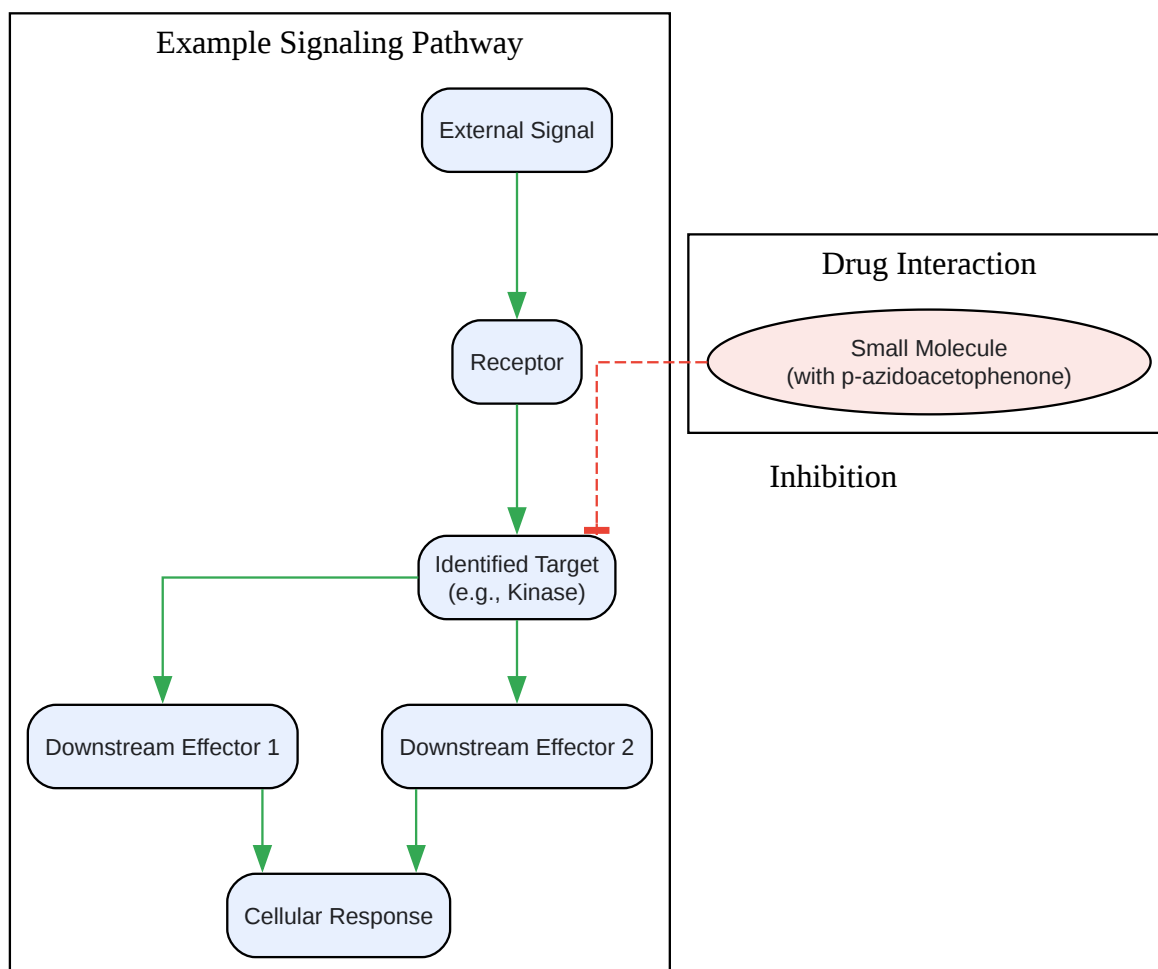 Example Signaling Pathway
External Signal
Drug Interaction
Receptor
Small Molecule
(with p-azidoacetophenone)
Inhibition
Identified Target
(e.g., Kinase)
Downstream Effector 1
Downstream Effector 2
Cellular Response